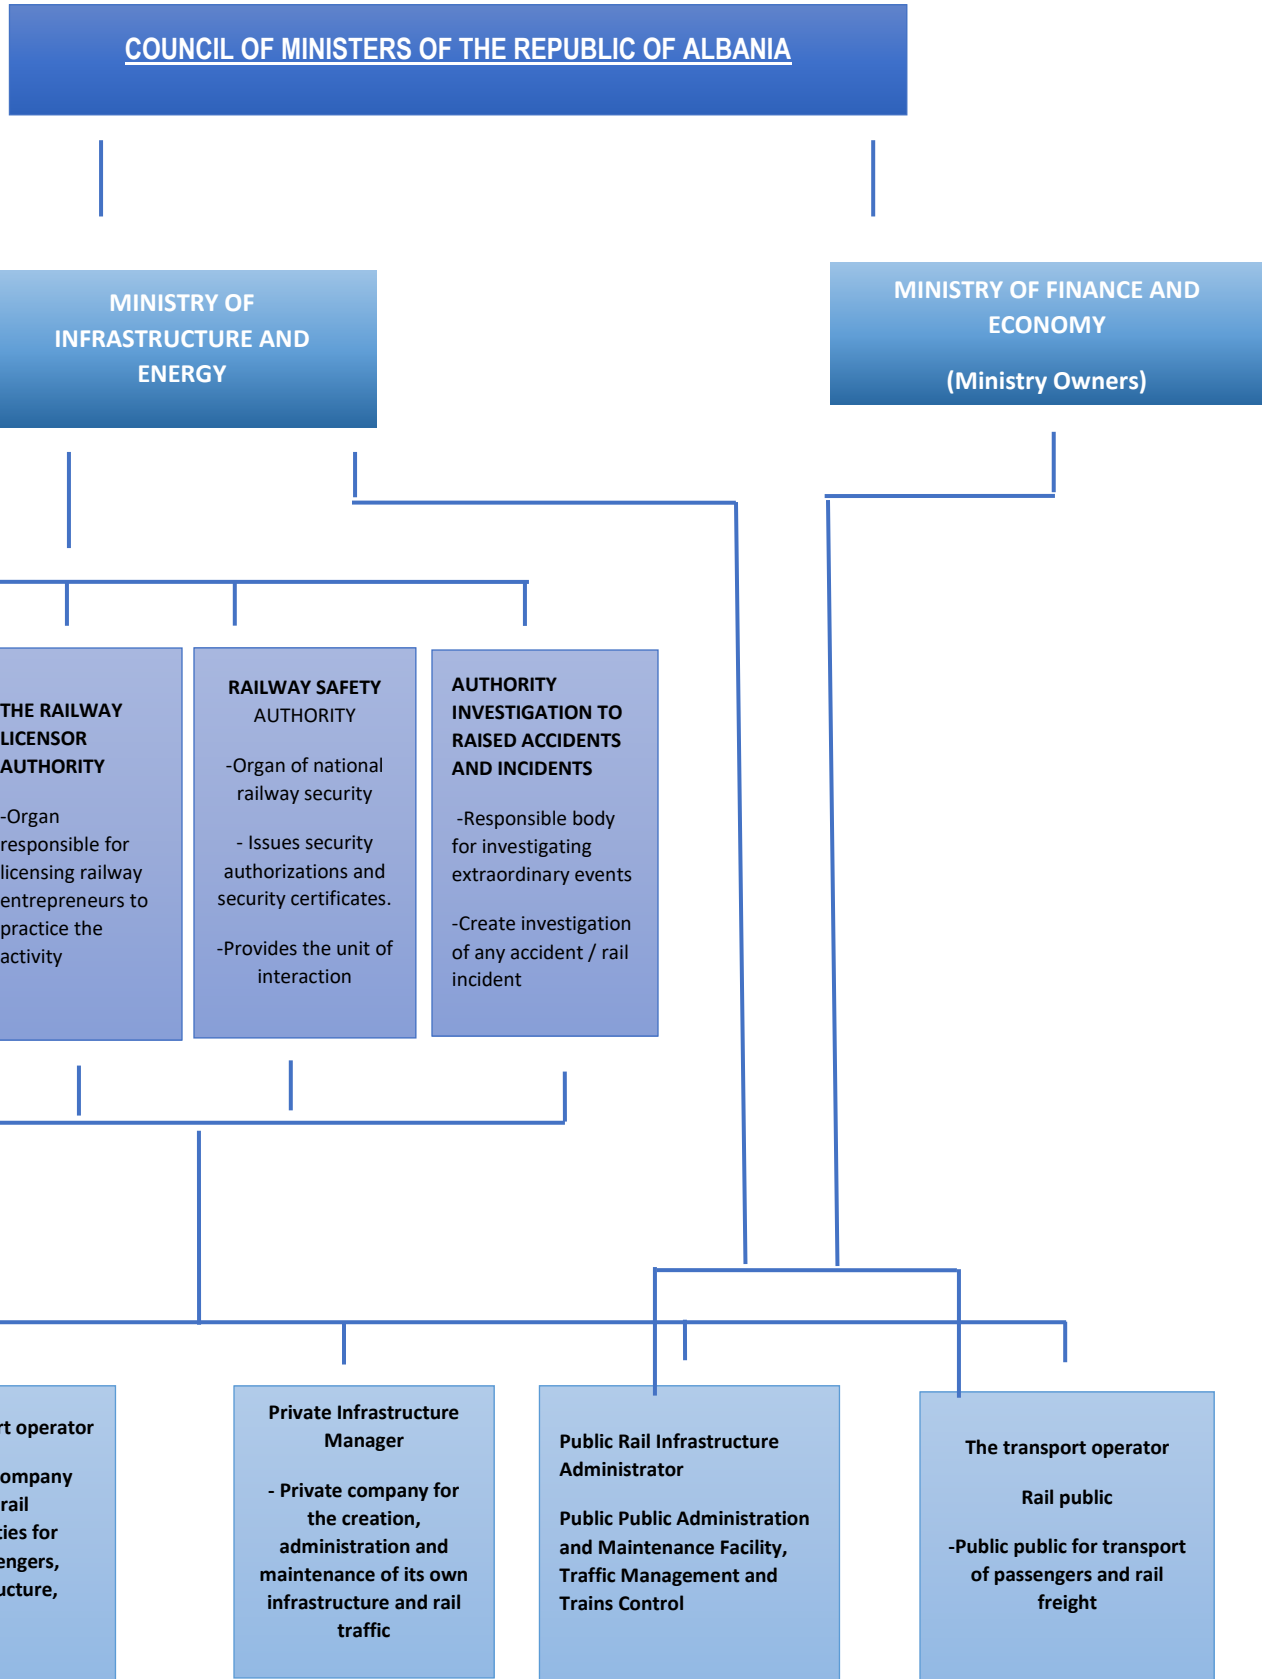 COUNCIL OF MINISTERS OF THE REPUBLIC OF ALBANIA
MINISTRY OF
INFRASTRUCTURE AND
ENERGY
MINISTRY OF FINANCE AND
ECONOMY
(Ministry Owners)
THE RAILWAY
LICENSOR
AUTHORITY
-Organ
responsible for
licensing railway
entrepreneurs to
practice the
activity
RAILWAY SAFETY
AUTHORITY
-Organ of national
railway security
- Issues security
authorizations and
security certificates.
-Provides the unit of
interaction
AUTHORITY
INVESTIGATION TO
RAISED ACCIDENTS
AND INCIDENTS
-Responsible body
for investigating
extraordinary events
-Create investigation
of any accident / rail
incident
operator
rail
for
Private Infrastructure
Manager
- Private company for
the creation,
administration and
maintenance of its own
infrastructure and rail
traffic
Public Rail Infrastructure
Administrator
Public Public Administration
and Maintenance Facility,
Traffic Management and
Trains Control
The transport operator
Rail public
-Public public for transport
of passengers and rail
freight